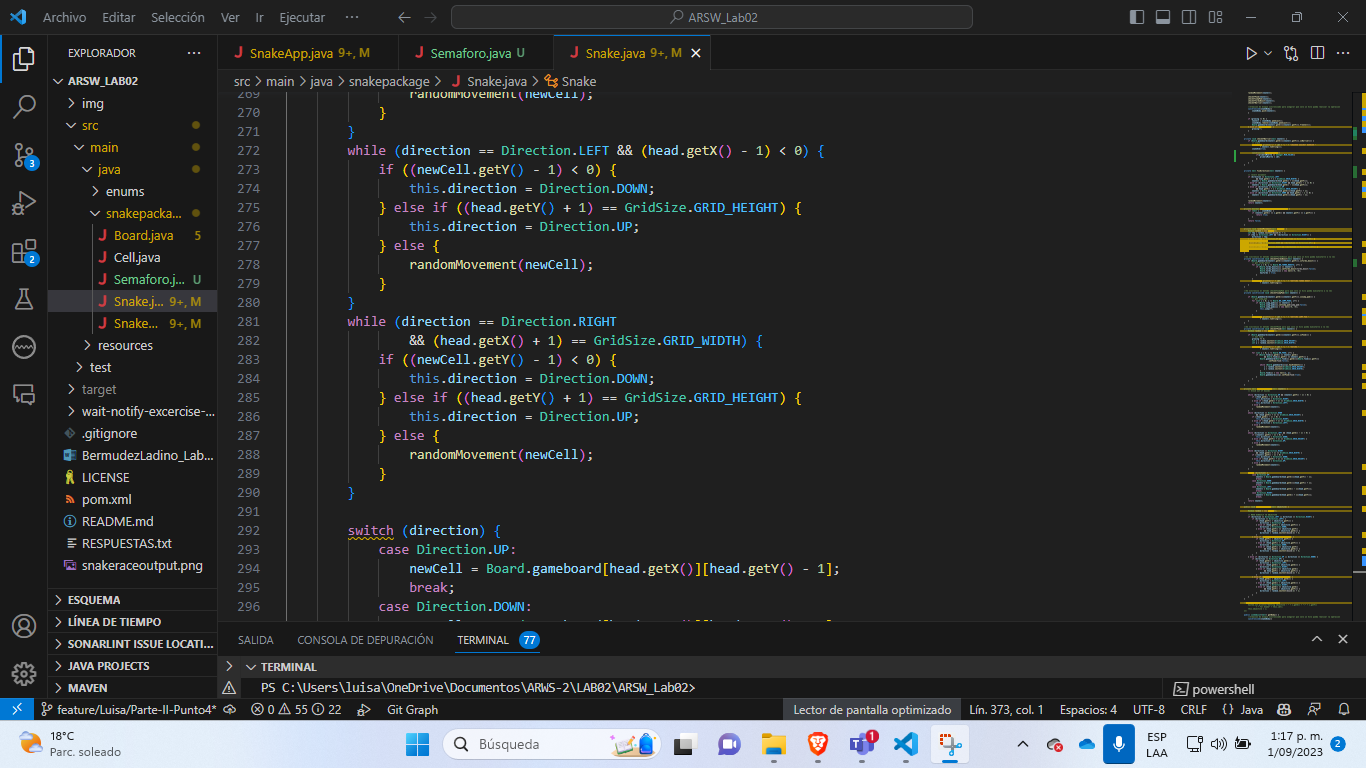 Archivo Editar Selección Ver Ir Ejecutar ··· ARSW_Lab02
EXPLORADOR ···
SnakeApp.java 9+, M Semaforo.java U Snake.java 9+, M
src > main > java > snakepackage > Snake.java > Snake
ARSW_LAB02
img
src
main
java
enums
snakepacka...
Board.java 5
Cell.java
Semaforo.j... U
Snake.j... 9+, M
Snake... 9+, M
resources
test
target
wait-notify-excercise-...
.gitignore
BermudezLadino_Lab...
LICENSE
pom.xml
README.md
RESPUESTAS.txt
snakeraceoutput.png
ESQUEMA
LÍNEA DE TIEMPO
SONARLINT ISSUE LOCATI...
JAVA PROJECTS
MAVEN
3
2
269 randomMovement(newCell);
270 }
271 }
272 while (direction == Direction.LEFT && (head.getX() - 1) < 0) {
273 if ((newCell.getY() - 1) < 0) {
274 this.direction = Direction.DOWN;
275 } else if ((head.getY() + 1) == GridSize.GRID_HEIGHT) {
276 this.direction = Direction.UP;
277 } else {
278 randomMovement(newCell);
279 }
280 }
281 while (direction == Direction.RIGHT
282 && (head.getX() + 1) == GridSize.GRID_WIDTH) {
283 if ((newCell.getY() - 1) < 0) {
284 this.direction = Direction.DOWN;
285 } else if ((head.getY() + 1) == GridSize.GRID_HEIGHT) {
286 this.direction = Direction.UP;
287 } else {
288 randomMovement(newCell);
289 }
290 }
291
292 switch (direction) {
293 case Direction.UP:
294 newCell = Board.gameboard[head.getX()][head.getY() - 1];
295 break;
296 case Direction.DOWN:
SALIDA CONSOLA DE DEPURACIÓN TERMINAL 77
TERMINAL
PS C:\Users\luisa\OneDrive\Documentos\ARWS-2\LAB02\ARSW_Lab02>
powershell
feature/Luisa/Parte-II-Punto4* 0 55 22 Git Graph Lector de pantalla optimizado Lín. 373, col. 1 Espacios: 4 UTF-8 CRLF {} Java
18°C
Parc. soleado
Búsqueda
1
ESP
LAA
1:17 p. m.
1/09/2023
2